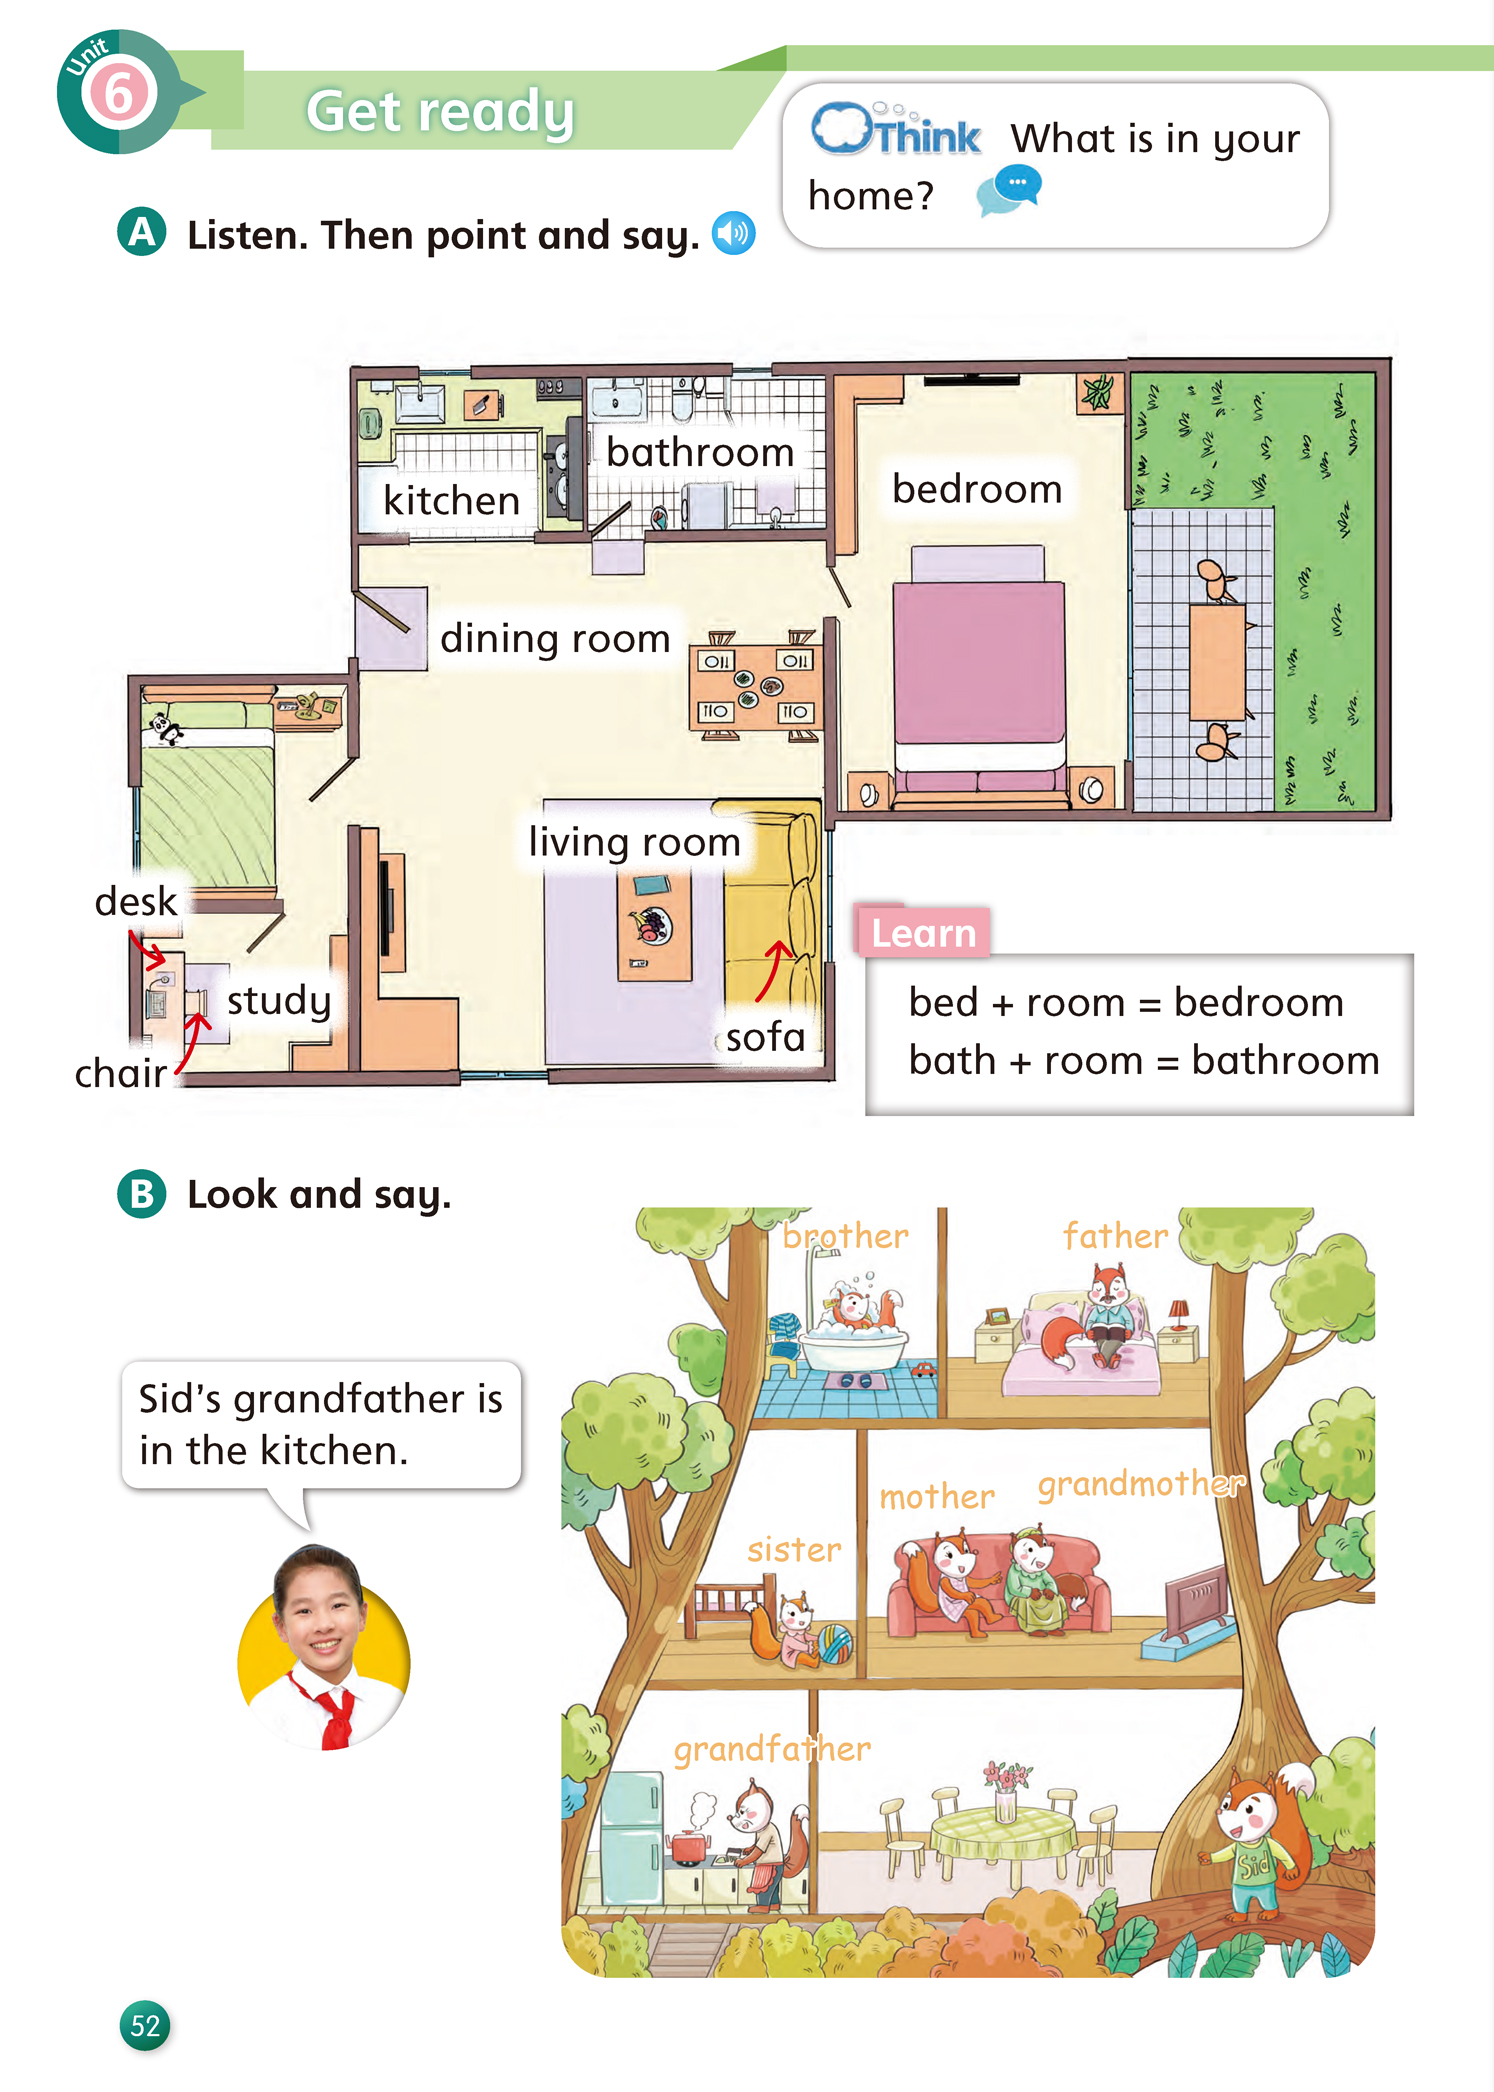 Unit
6
Get ready
Think What is in your
home?
A Listen. Then point and say.
bathroom
kitchen
bedroom
dining room
living room
desk
study
chair
sofa
Learn
bed + room = bedroom
bath + room = bathroom
B Look and say.
brother
father
Sid's grandfather is
in the kitchen.
mother
grandmother
sister
grandfather
Sid
52